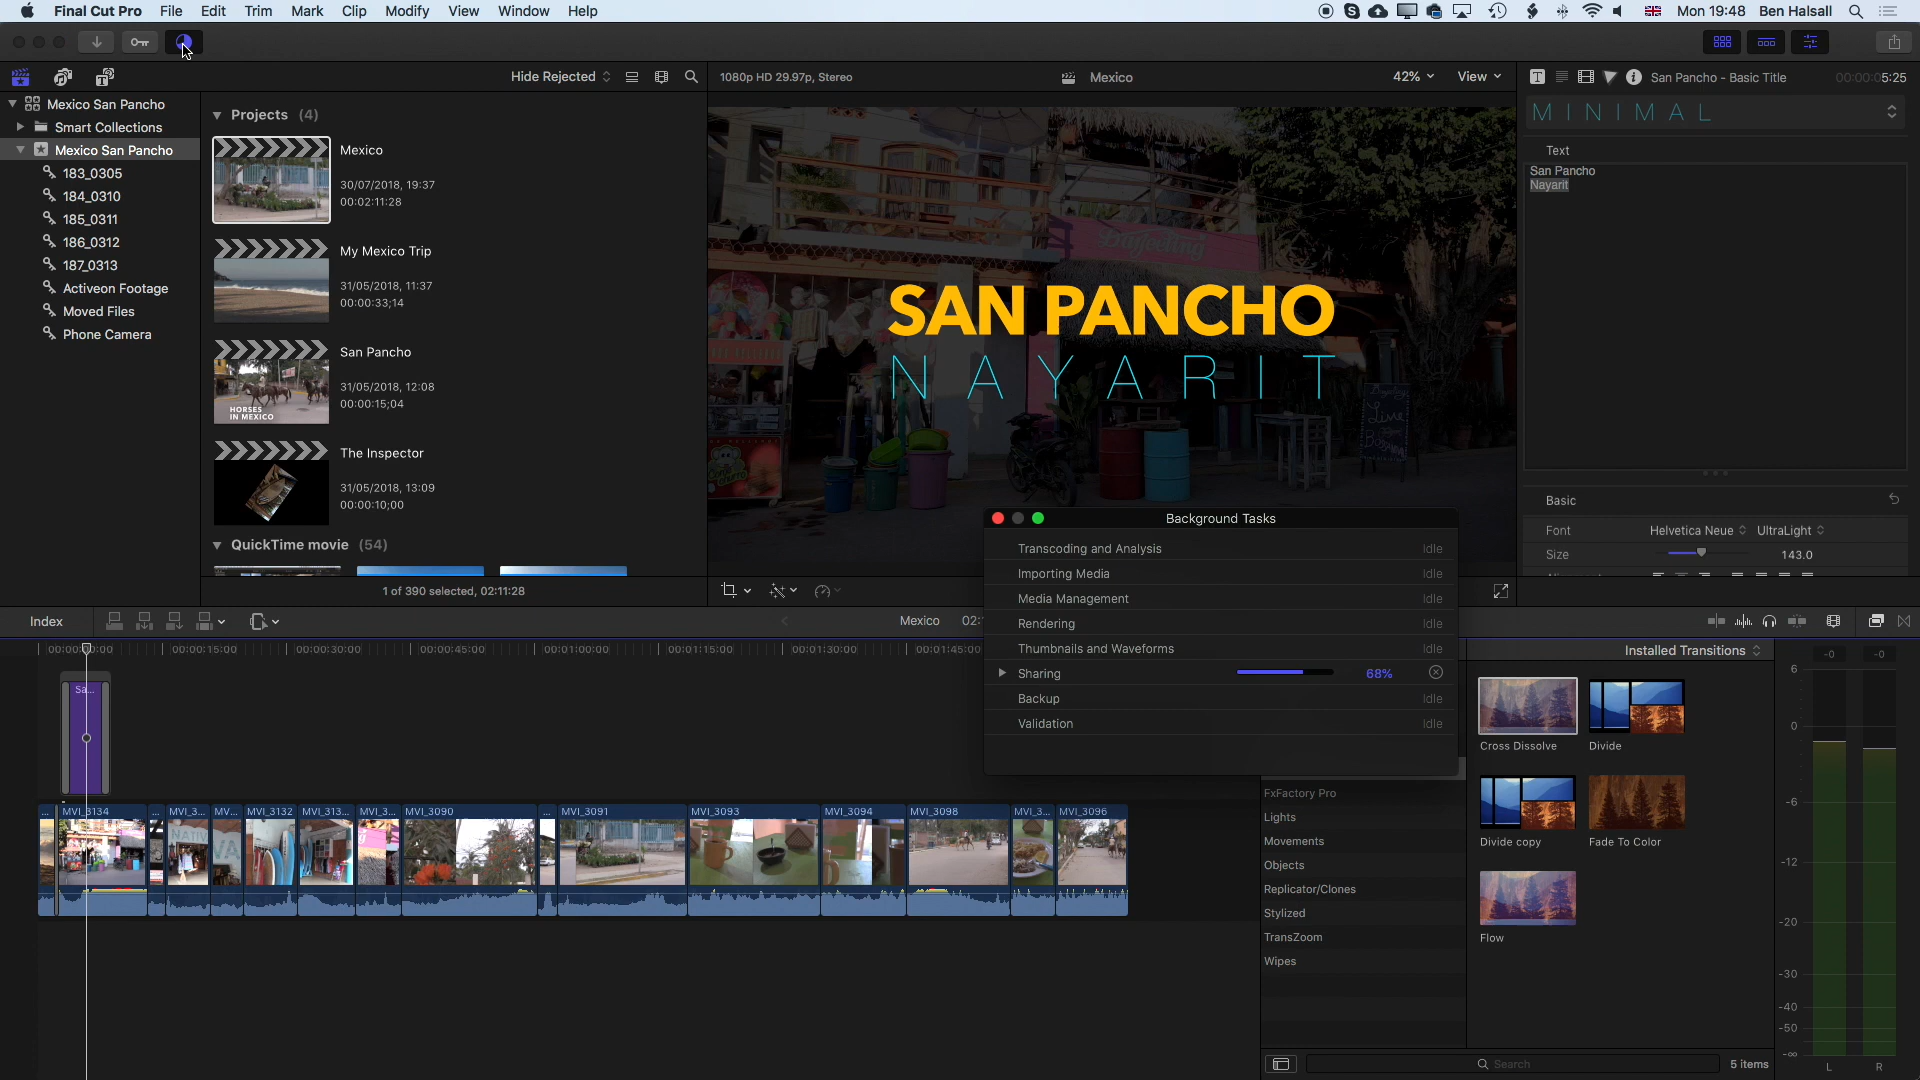 Final Cut Pro File Edit Trim Mark Clip Modify View Window Help
Mon 19:48 Ben Halsall
Hide Rejected
1080p HD 29.97p, Stereo
Mexico
42%
View
San Pancho - Basic Title
00:00:05:25
Mexico San Pancho
Smart Collections
Mexico San Pancho
183_0305
184_0310
185_0311
186_0312
187_0313
Activeon Footage
Moved Files
Phone Camera
Projects (4)
Mexico
30/07/2018, 19:37
00:02:11:28
My Mexico Trip
31/05/2018, 11:37
00:00:33;14
San Pancho
31/05/2018, 12:08
00:00:15;04
HORSES
IN MEXICO
The Inspector
31/05/2018, 13:09
00:00:10;00
QuickTime movie (54)
1 of 390 selected, 02:11:28
SAN PANCHO
NAYARIT
MINIMAL
Text
San Pancho
Nayarit
Basic
Font Helvetica Neue UltraLight
Size 143.0
Background Tasks
Transcoding and Analysis Idle
Importing Media Idle
Media Management Idle
Rendering Idle
Thumbnails and Waveforms Idle
Sharing 68%
Backup Idle
Validation Idle
Index
Mexico
00:00:15:00
00:00:30:00
00:00:45:00
00:01:00:00
00:01:15:00
00:01:30:00
00:01:45:00
Sa...
MVI_3134
...
MVI_3...
MV...
MVI_3132
MVI_313...
MVI_3...
MVI_3090
...
MVI_3091
MVI_3093
MVI_3094
MVI_3098
MVI_3...
MVI_3096
FxFactory Pro
Lights
Movements
Objects
Replicator/Clones
Stylized
TransZoom
Wipes
Installed Transitions
Cross Dissolve
Divide
Divide copy
Fade To Color
Flow
Search
5 items
-0 -0
6
0
-6
-12
-20
-30
-40
-50
-∞
L R